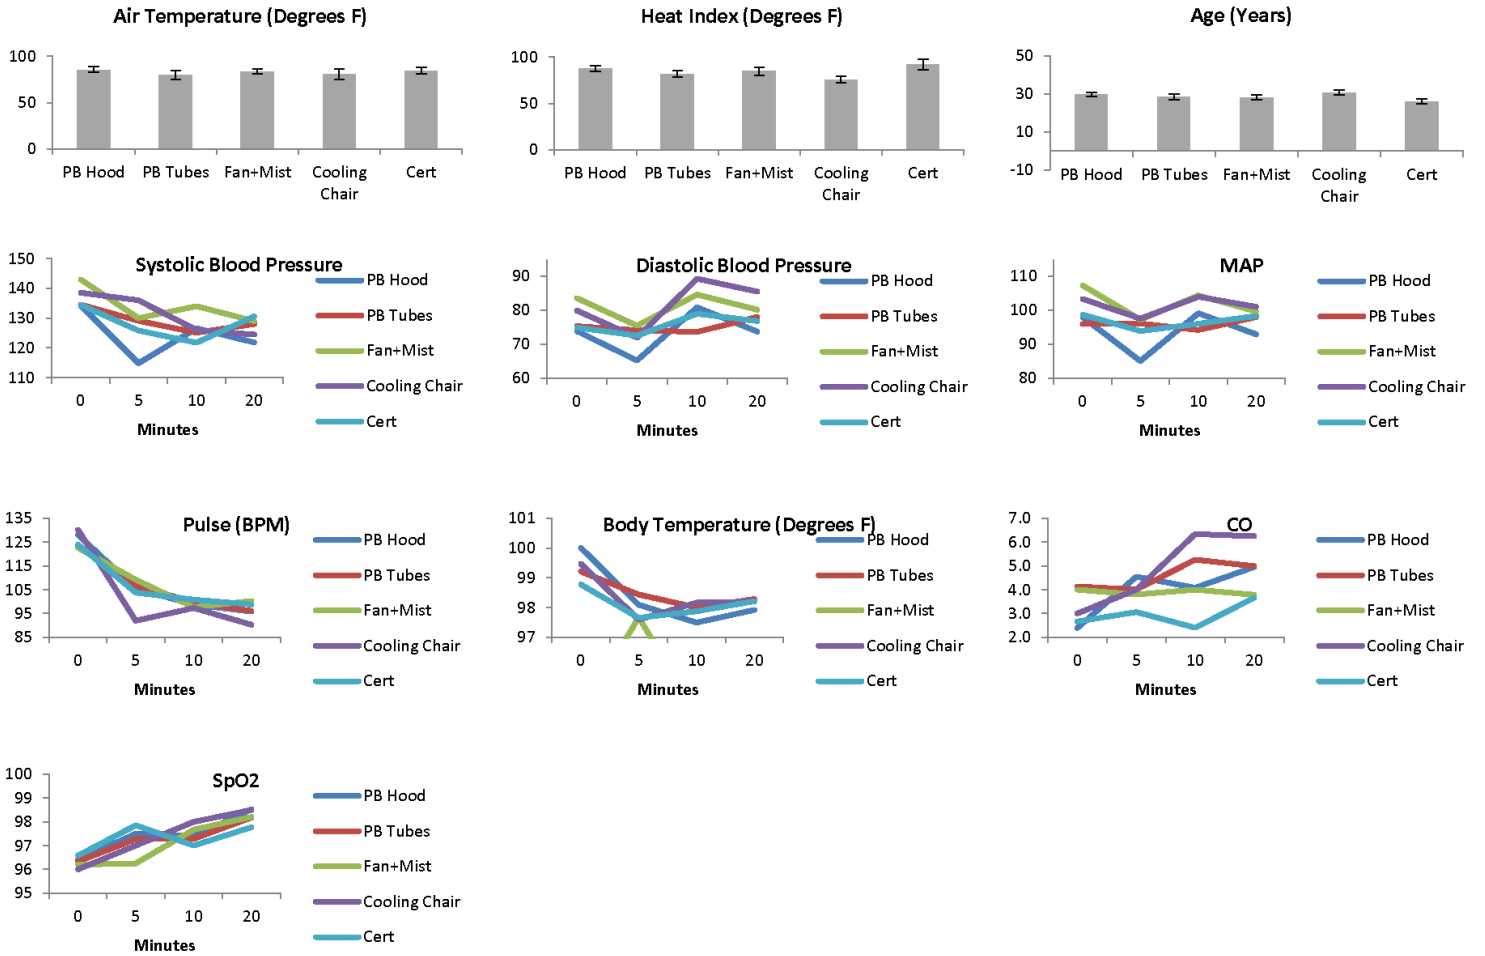 Air Temperature (Degrees F)
100
50
0
PB Hood PB Tubes Fan+Mist Cooling Chair Cert
Heat Index (Degrees F)
100
50
0
PB Hood PB Tubes Fan+Mist Cooling Chair Cert
Age (Years)
50
30
10
-10
PB Hood PB Tubes Fan+Mist Cooling Chair Cert
Systolic Blood Pressure
150
140
130
120
110
0 5 10 20
Minutes
PB Hood
PB Tubes
Fan+Mist
Cooling Chair
Cert
Diastolic Blood Pressure
90
80
70
60
0 5 10 20
Minutes
PB Hood
PB Tubes
Fan+Mist
Cooling Chair
Cert
MAP
110
100
90
80
0 5 10 20
Minutes
PB Hood
PB Tubes
Fan+Mist
Cooling Chair
Cert
Pulse (BPM)
135
125
115
105
95
85
0 5 10 20
Minutes
PB Hood
PB Tubes
Fan+Mist
Cooling Chair
Cert
Body Temperature (Degrees F)
101
100
99
98
97
0 5 10 20
Minutes
PB Hood
PB Tubes
Fan+Mist
Cooling Chair
Cert
CO
7.0
6.0
5.0
4.0
3.0
2.0
0 5 10 20
Minutes
PB Hood
PB Tubes
Fan+Mist
Cooling Chair
Cert
SpO2
100
99
98
97
96
95
0 5 10 20
Minutes
PB Hood
PB Tubes
Fan+Mist
Cooling Chair
Cert